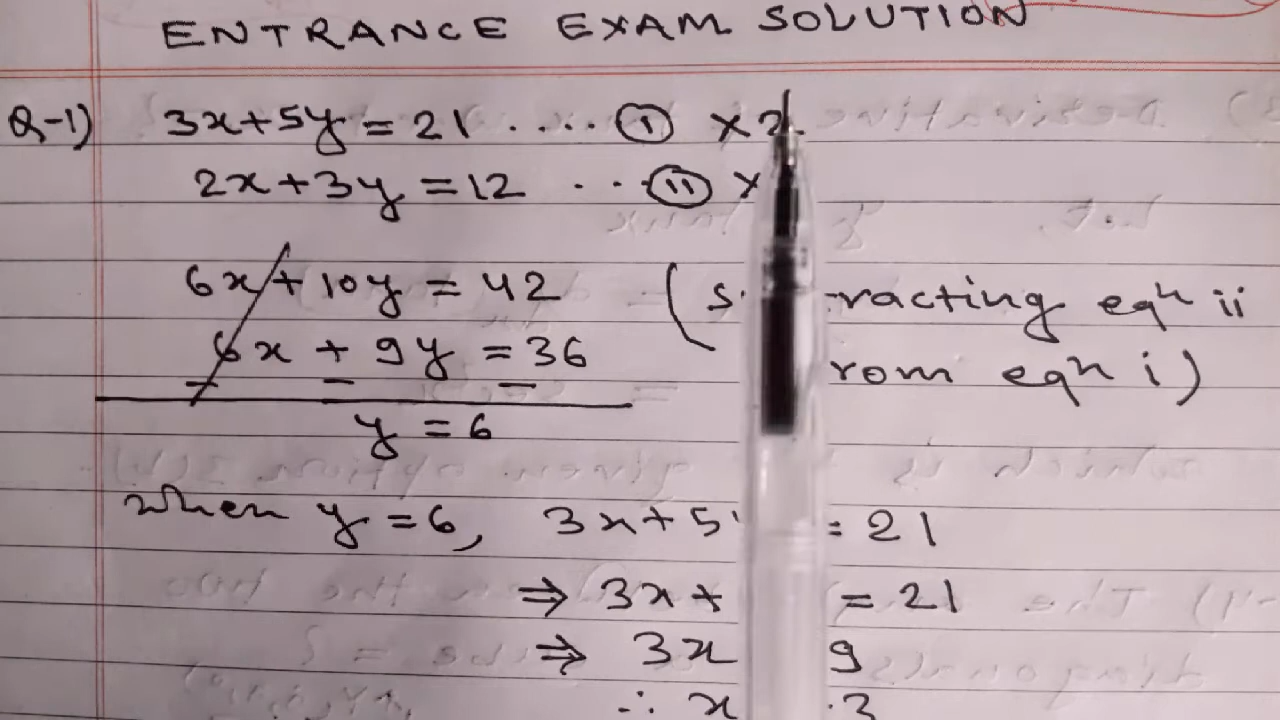 ENTRANCE EXAM SOLUTION
Q-1) 3x+5y=21 .... (I) ×2
2x+3y=12 ... (II) ×
6x+10y=42 (s racting eqn ii
6x+9y=36 rom eqn i)
- - -
y=6
when y=6, 3x+5 =21
⇒ 3x+ =21
⇒ 3x 9
∴ x 3